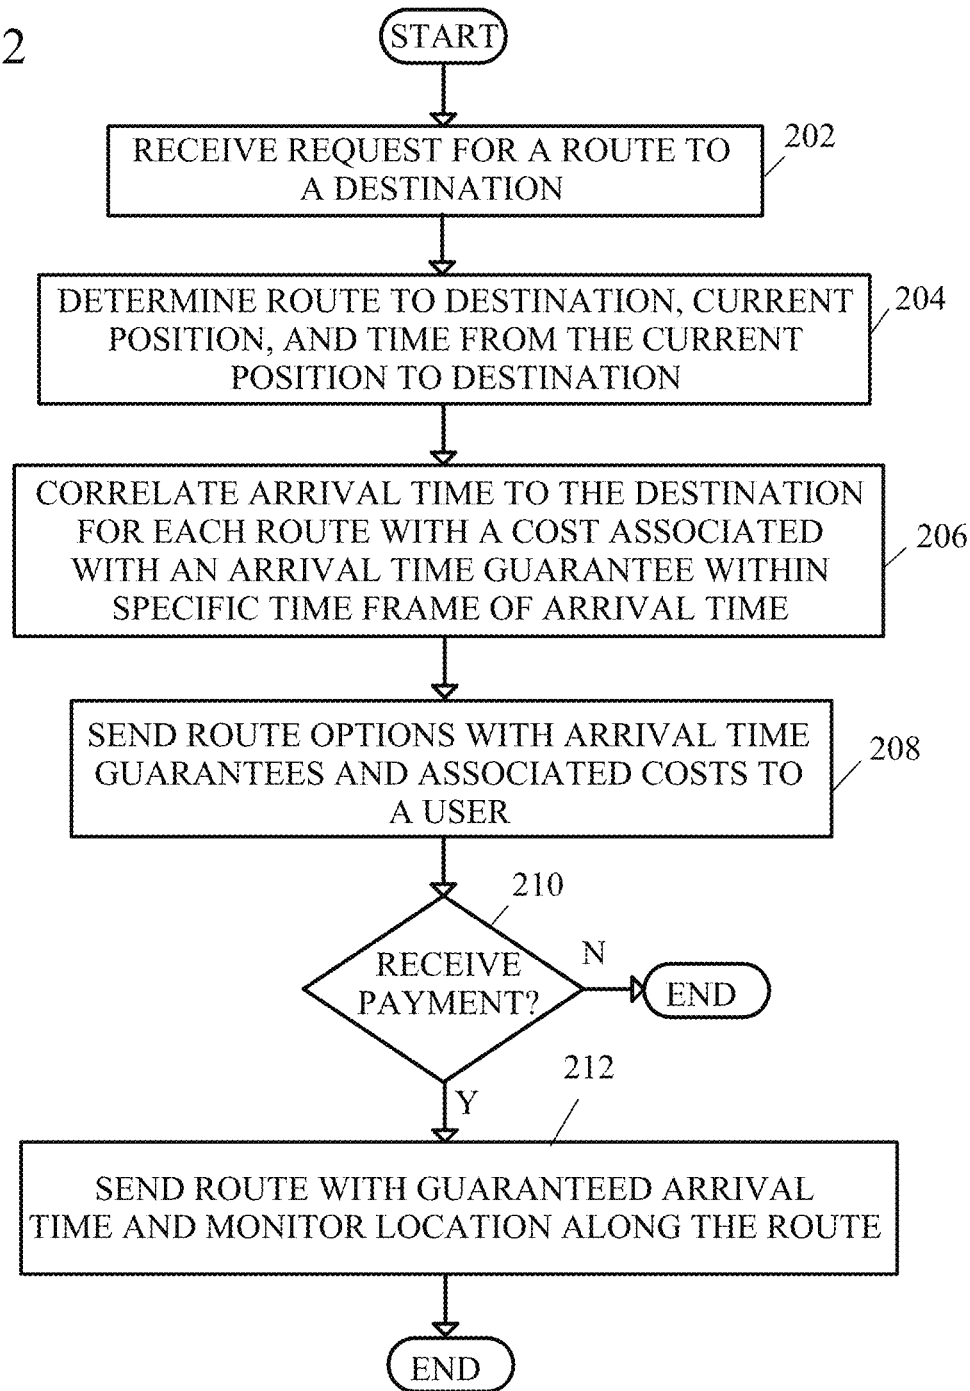 2
START
RECEIVE REQUEST FOR A ROUTE TO
A DESTINATION
202
DETERMINE ROUTE TO DESTINATION, CURRENT
POSITION, AND TIME FROM THE CURRENT
POSITION TO DESTINATION
204
CORRELATE ARRIVAL TIME TO THE DESTINATION
FOR EACH ROUTE WITH A COST ASSOCIATED
WITH AN ARRIVAL TIME GUARANTEE WITHIN
SPECIFIC TIME FRAME OF ARRIVAL TIME
206
SEND ROUTE OPTIONS WITH ARRIVAL TIME
GUARANTEES AND ASSOCIATED COSTS TO
A USER
208
210
RECEIVE
PAYMENT?
N
END
Y
212
SEND ROUTE WITH GUARANTEED ARRIVAL
TIME AND MONITOR LOCATION ALONG THE ROUTE
END